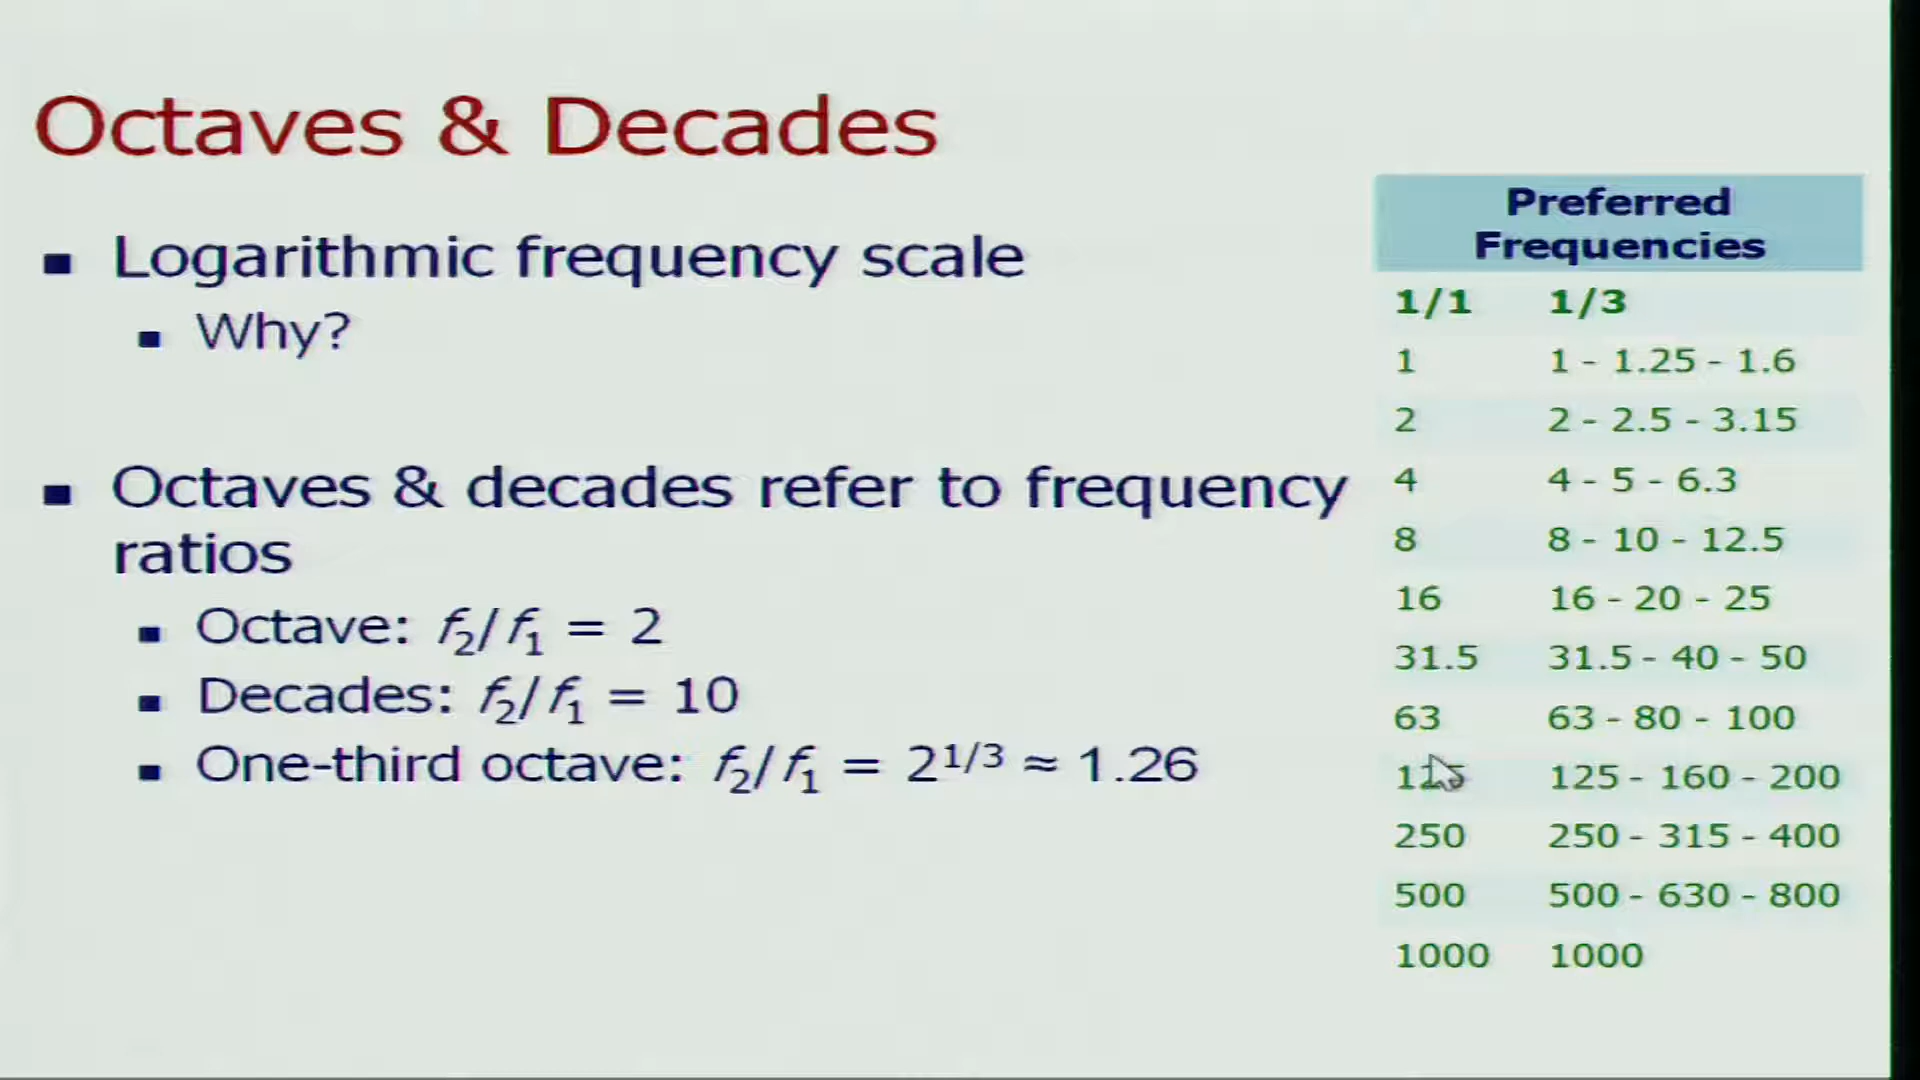 Octaves & Decades
▪ Logarithmic frequency scale
▪ Why?
▪ Octaves & decades refer to frequency
ratios
▪ Octave: f₂/f₁ = 2
▪ Decades: f₂/f₁ = 10
▪ One-third octave: f₂/f₁ = 2^1/3 ≈ 1.26
Preferred
Frequencies
1/1 1/3
1 1 - 1.25 - 1.6
2 2 - 2.5 - 3.15
4 4 - 5 - 6.3
8 8 - 10 - 12.5
16 16 - 20 - 25
31.5 31.5 - 40 - 50
63 63 - 80 - 100
125 125 - 160 - 200
250 250 - 315 - 400
500 500 - 630 - 800
1000 1000